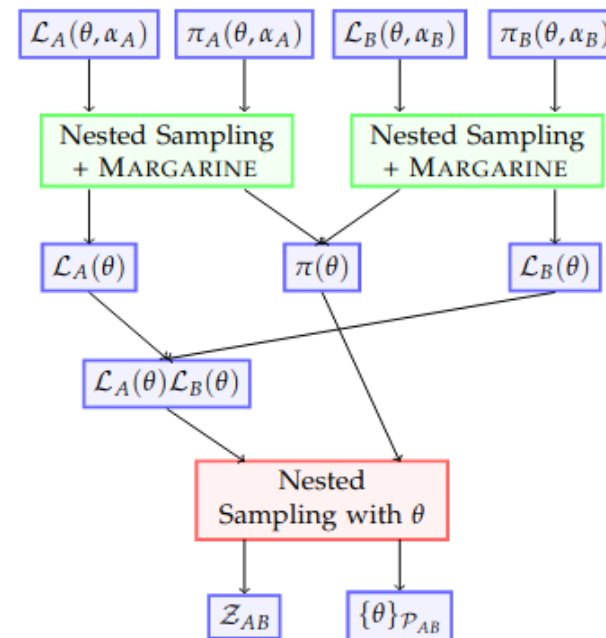 ℒ_A(θ, α_A) π_A(θ, α_A) ℒ_B(θ, α_B) π_B(θ, α_B)
Nested Sampling
+ MARGARINE
Nested Sampling
+ MARGARINE
ℒ_A(θ) π(θ) ℒ_B(θ)
ℒ_A(θ)ℒ_B(θ)
Nested
Sampling with θ
𝒵_AB {θ}_𝒫_AB